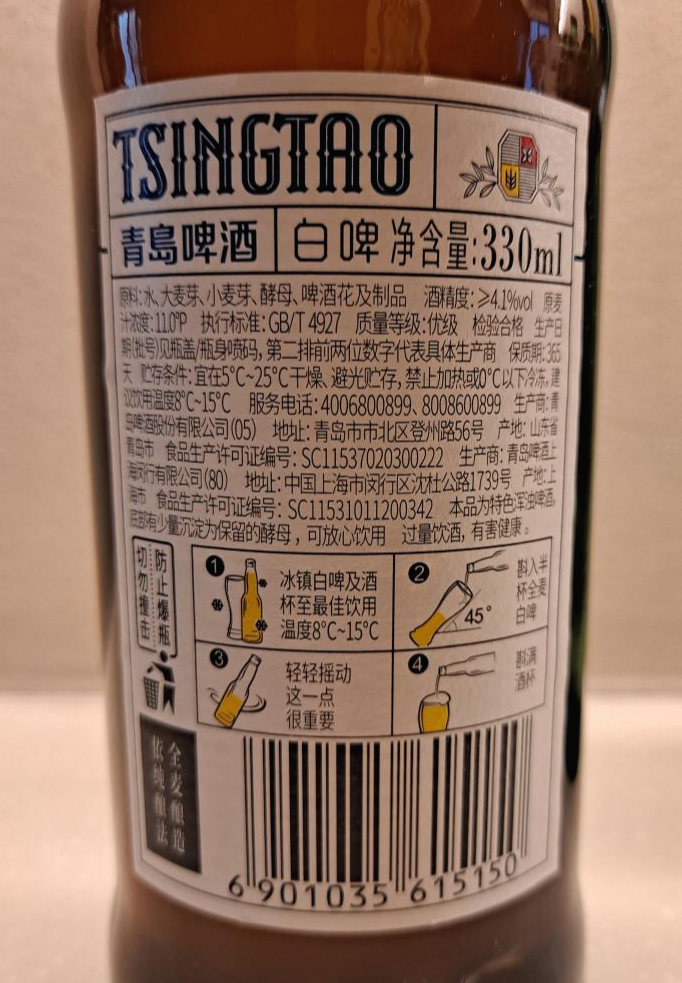 TSINGTAO
青島啤酒 白啤 净含量:330ml
原料:水、大麦芽、小麦芽、酵母、啤酒花及制品 酒精度:≥4.1%vol 原麦
汁浓度:11.0°P 执行标准:GB/T 4927 质量等级:优级 检验合格 生产日
期(批号)见瓶盖/瓶身喷码,第二排前两位数字代表具体生产商 保质期:365
天 贮存条件:宜在5°C~25°C干燥、避光贮存,禁止加热或0°C以下冷冻,建
议饮用温度8°C~15°C 服务电话:4006800899、8008600899 生产商:青
岛啤酒股份有限公司(05) 地址:青岛市市北区登州路56号 产地:山东省
青岛市 食品生产许可证编号:SC11537020300222 生产商:青岛啤酒上
海闵行有限公司(80) 地址:中国上海市闵行区沈杜公路1739号 产地:上
海市 食品生产许可证编号:SC11531011200342 本品为特色浑浊啤酒,
底部有少量沉淀为保留的酵母,可放心饮用 过量饮酒,有害健康。
防止爆瓶
切勿撞击
1 冰镇白啤及酒
杯至最佳饮用
温度8°C~15°C
2 斟入半
杯全麦
白啤
45°
3 轻轻摇动
这一点
很重要
4 斟满
酒杯
全麦酿造
依纯酿法
6 901035 615150